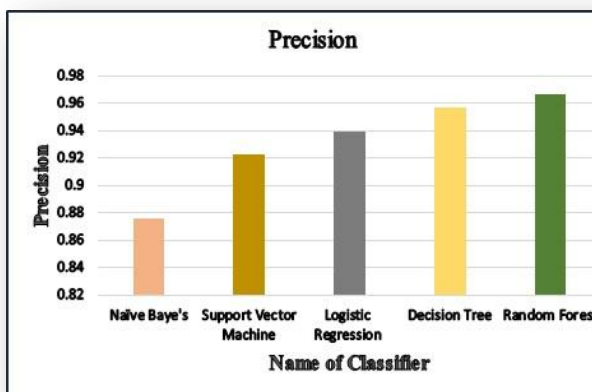 Precision
0.98
0.96
0.94
0.92
0.9
0.88
0.86
0.84
0.82
Precision
Naïve Baye's
Support Vector
Machine
Logistic
Regression
Decision Tree
Random Fores
Name of Classifier